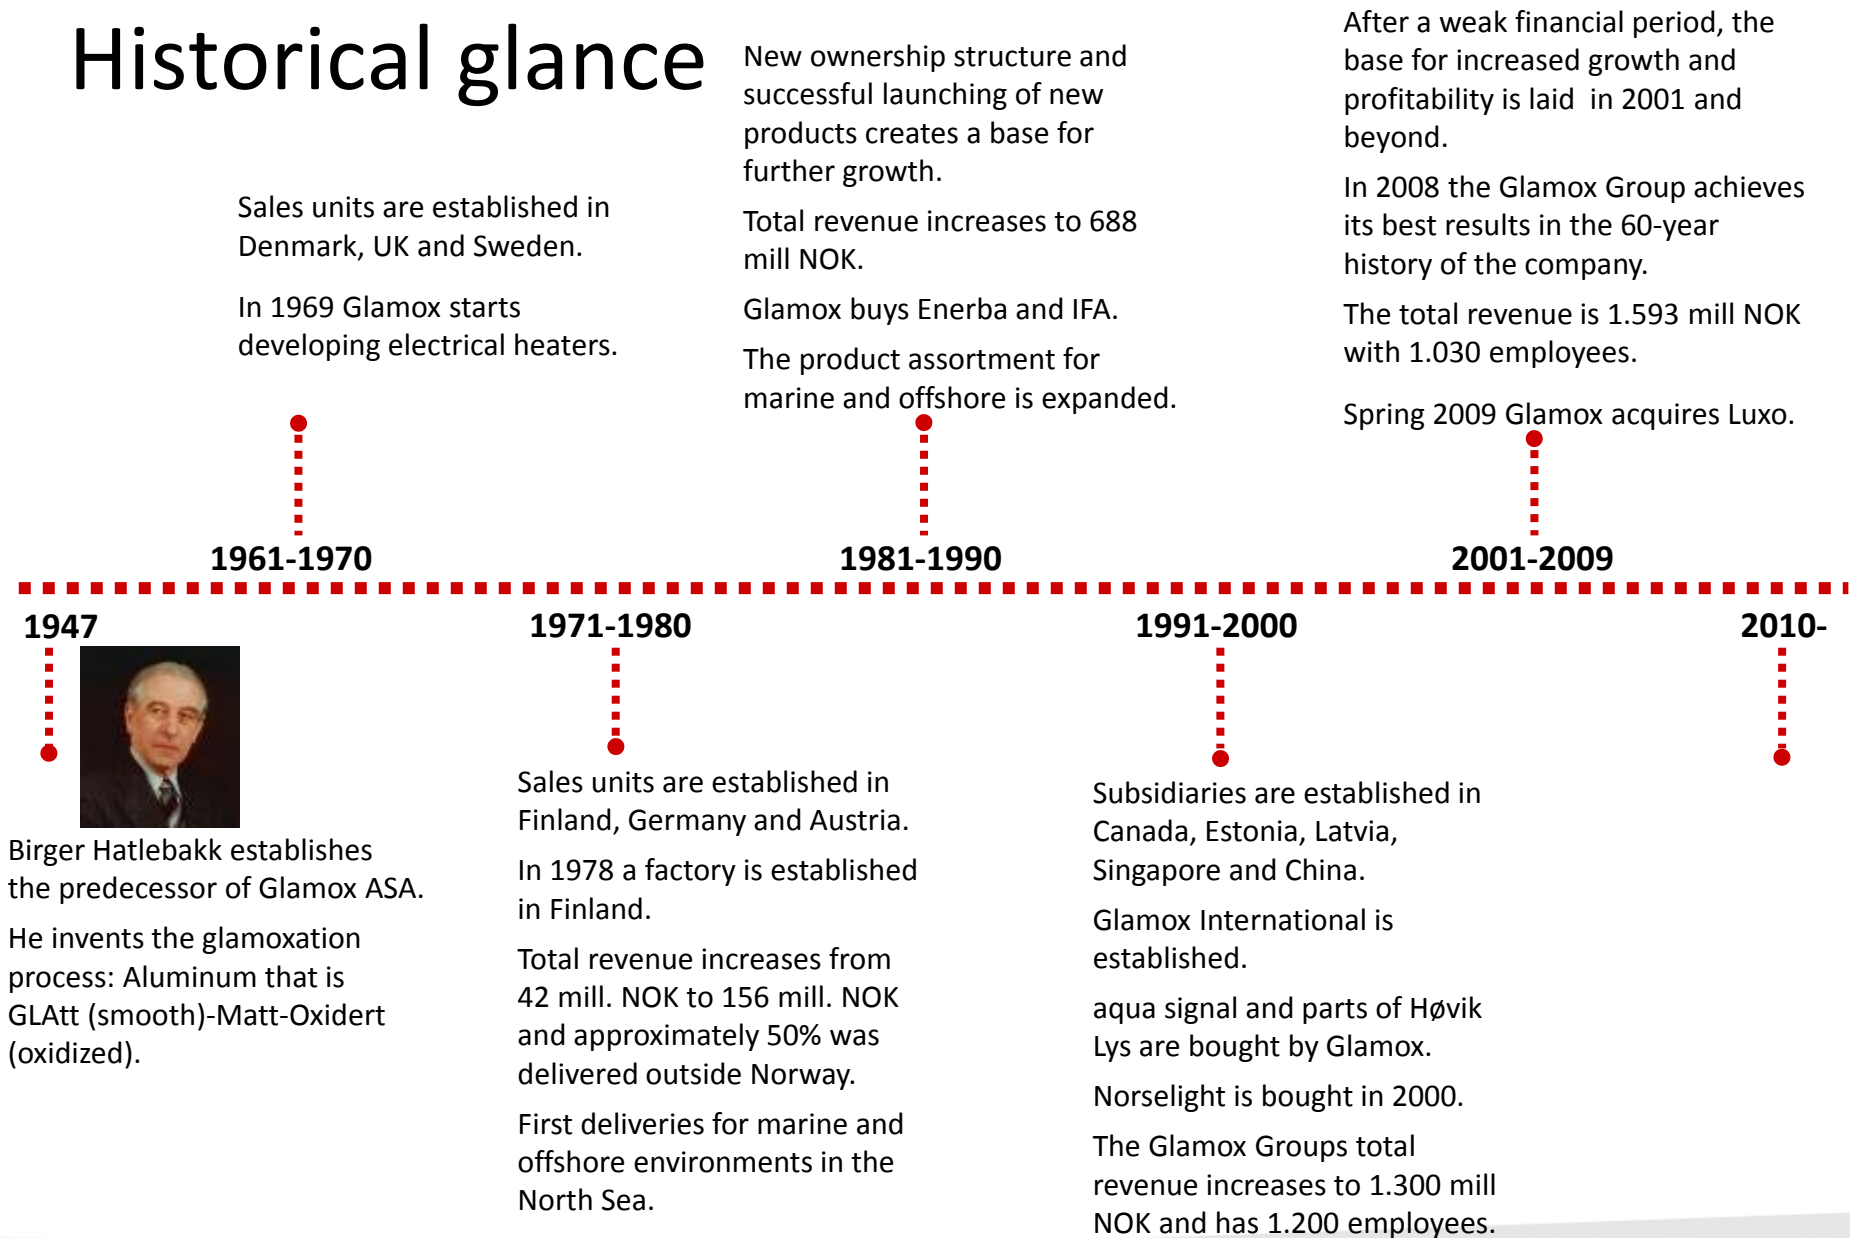 Historical glance
Sales units are established in
Denmark, UK and Sweden.
In 1969 Glamox starts
developing electrical heaters.
New ownership structure and
successful launching of new
products creates a base for
further growth.
Total revenue increases to 688
mill NOK.
Glamox buys Enerba and IFA.
The product assortment for
marine and offshore is expanded.
After a weak financial period, the
base for increased growth and
profitability is laid in 2001 and
beyond.
In 2008 the Glamox Group achieves
its best results in the 60-year
history of the company.
The total revenue is 1.593 mill NOK
with 1.030 employees.
Spring 2009 Glamox acquires Luxo.
1961-1970
1981-1990
2001-2009
1947
1971-1980
1991-2000
2010-
Birger Hatlebakk establishes
the predecessor of Glamox ASA.
He invents the glamoxation
process: Aluminum that is
GLAtt (smooth)-Matt-Oxidert
(oxidized).
Sales units are established in
Finland, Germany and Austria.
In 1978 a factory is established
in Finland.
Total revenue increases from
42 mill. NOK to 156 mill. NOK
and approximately 50% was
delivered outside Norway.
First deliveries for marine and
offshore environments in the
North Sea.
Subsidiaries are established in
Canada, Estonia, Latvia,
Singapore and China.
Glamox International is
established.
aqua signal and parts of Høvik
Lys are bought by Glamox.
Norselight is bought in 2000.
The Glamox Groups total
revenue increases to 1.300 mill
NOK and has 1.200 employees.